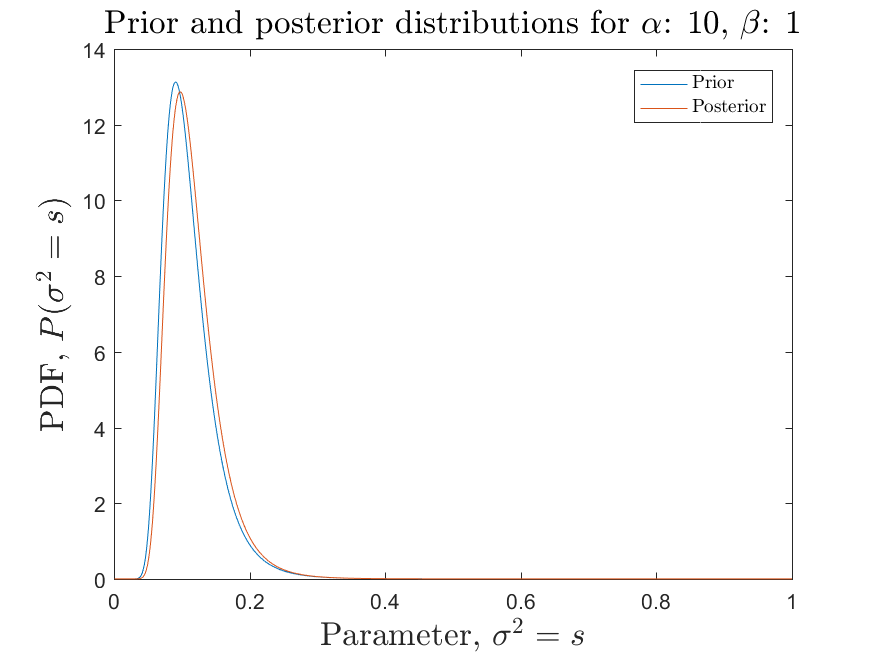 Prior and posterior distributions for α: 10, β: 1
14
12
10
8
6
4
2
0
PDF, P(σ² = s)
Prior
Posterior
0 0.2 0.4 0.6 0.8 1
Parameter, σ² = s